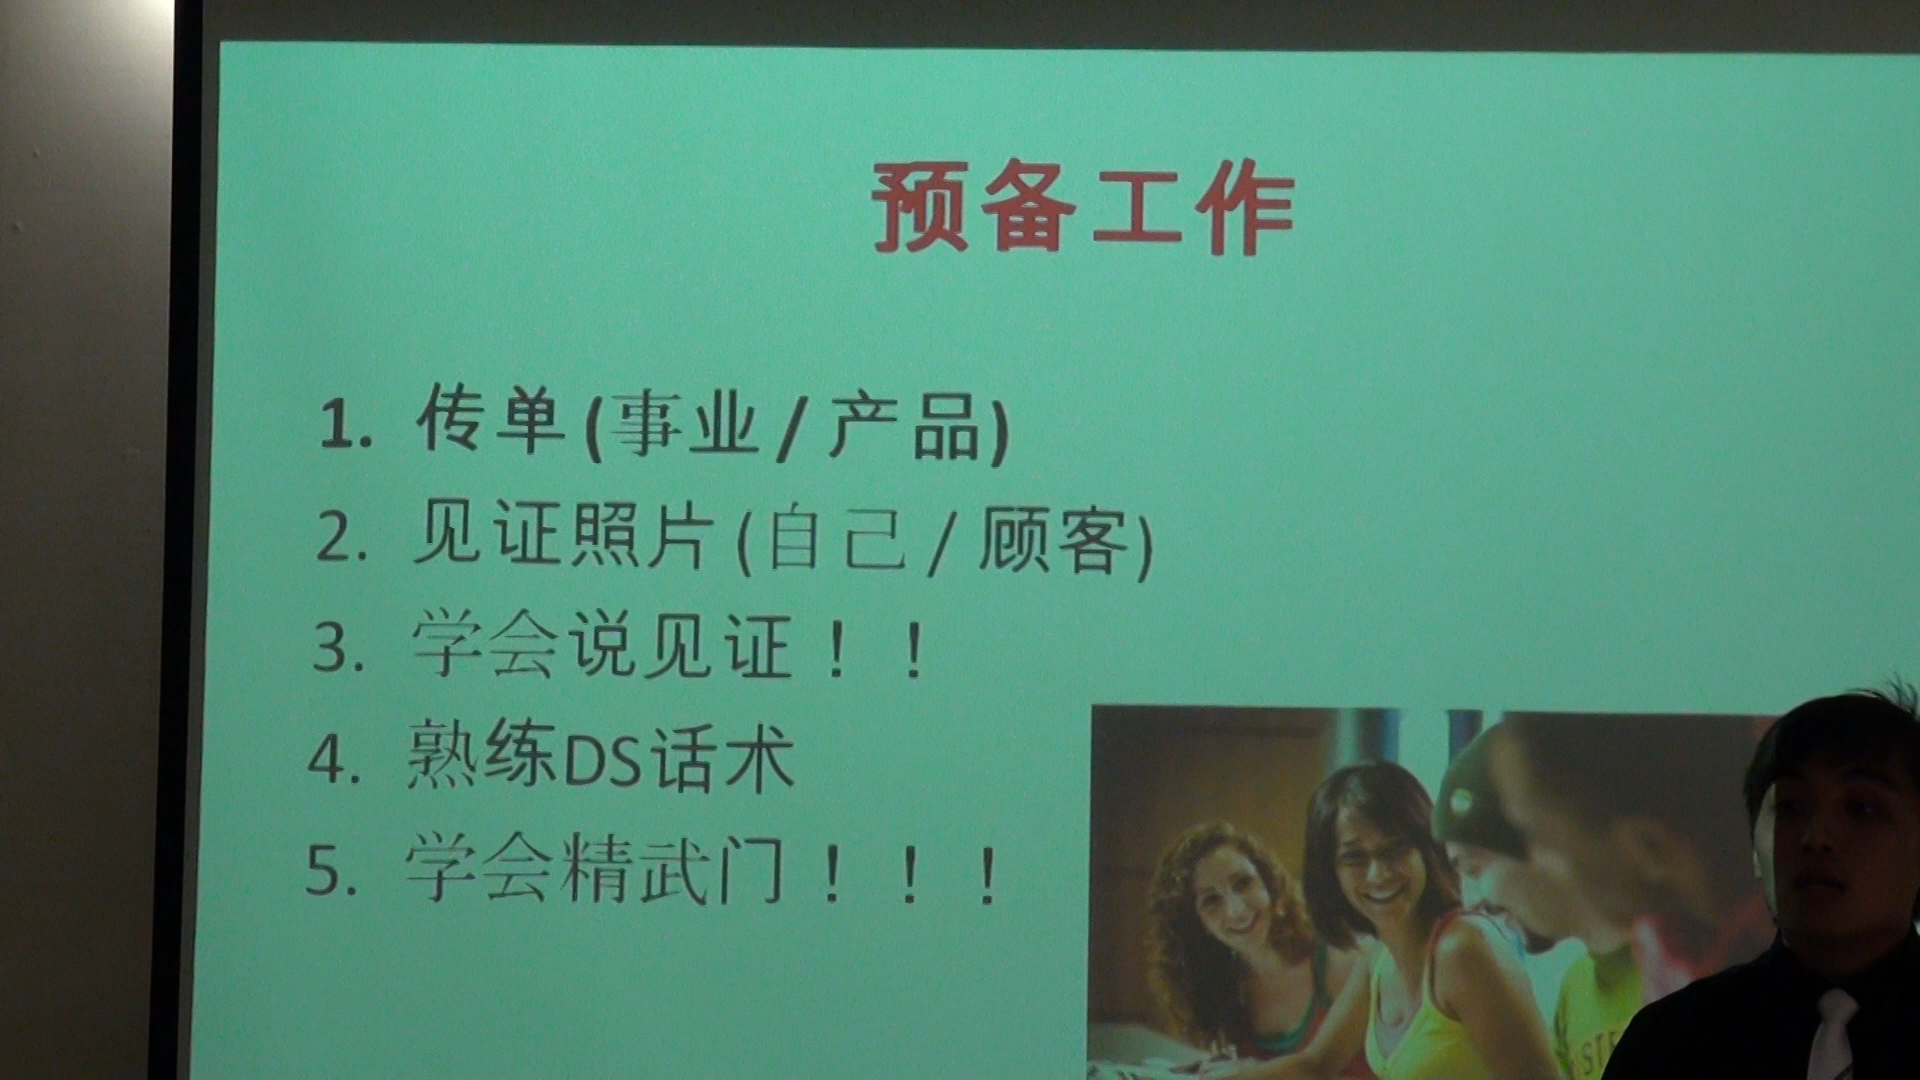 预备工作
1. 传单(事业/产品)
2. 见证照片(自己/顾客)
3. 学会说见证！！
4. 熟练DS话术
5. 学会精武门！！！